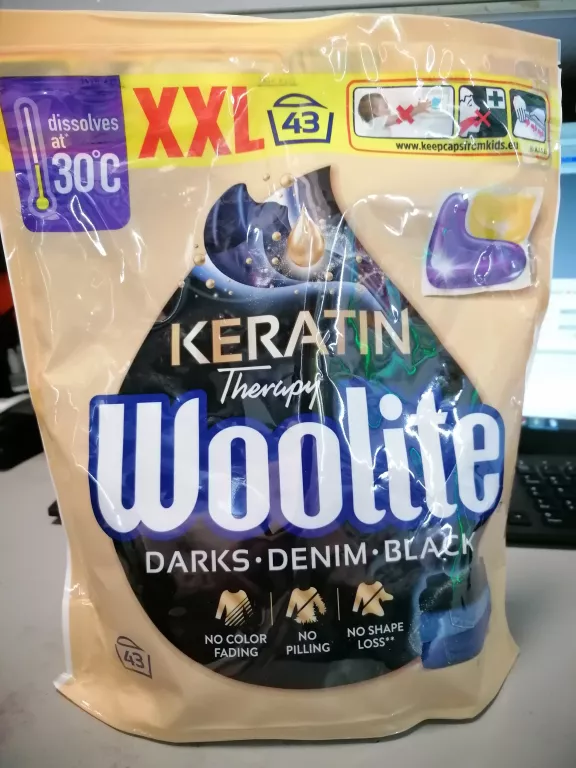 dissolves
at
30°C
XXL
43
www.keepcapsfromkids.eu
KERATIN
Therapy
Woolite
DARKS·DENIM·BLACK
NO COLOR
FADING
NO
PILLING
NO SHAPE
LOSS**
43